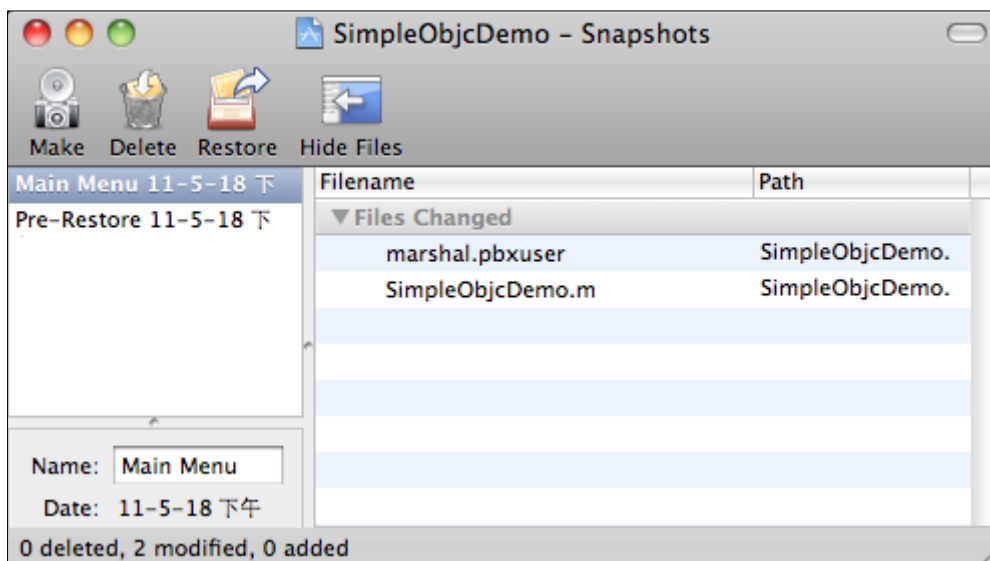 SimpleObjcDemo – Snapshots
Make Delete Restore Hide Files
Main Menu 11-5-18 下
Pre-Restore 11-5-18 下
Filename Path
Files Changed
marshal.pbxuser SimpleObjcDemo.
SimpleObjcDemo.m SimpleObjcDemo.
Name: Main Menu
Date: 11-5-18 下午
0 deleted, 2 modified, 0 added